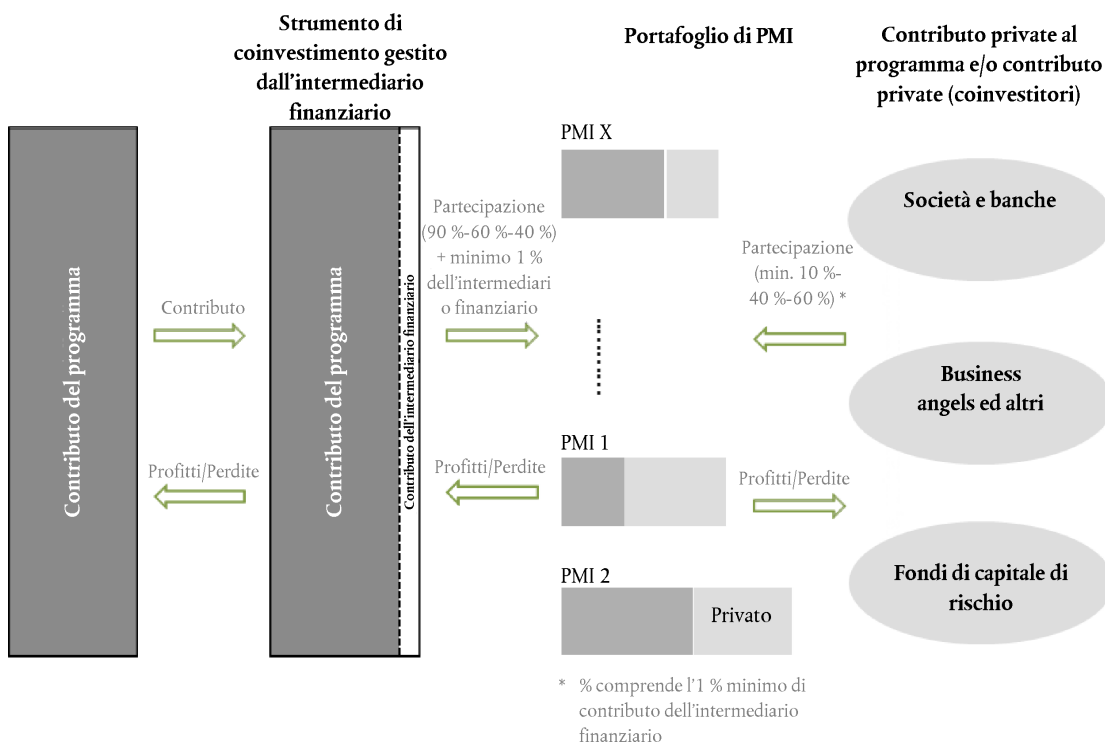 Strumento di
coinvestimento gestito
dall'intermediario
finanziario
Portafoglio di PMI
Contributo private al
programma e/o contributo
private (coinvestitori)
Contributo del programma
Contributo
Profitti/Perdite
Contributo del programma
Contributo dell'intermediario finanziario
Partecipazione
(90 %-60 %-40 %)
+ minimo 1 %
dell'intermediari
o finanziario
Profitti/Perdite
PMI X
PMI 1
PMI 2
Privato
Partecipazione
(min. 10 %-
40 %-60 %) *
Profitti/Perdite
Società e banche
Business
angels ed altri
Fondi di capitale di
rischio
* % comprende l'1 % minimo di
contributo dell'intermediario
finanziario